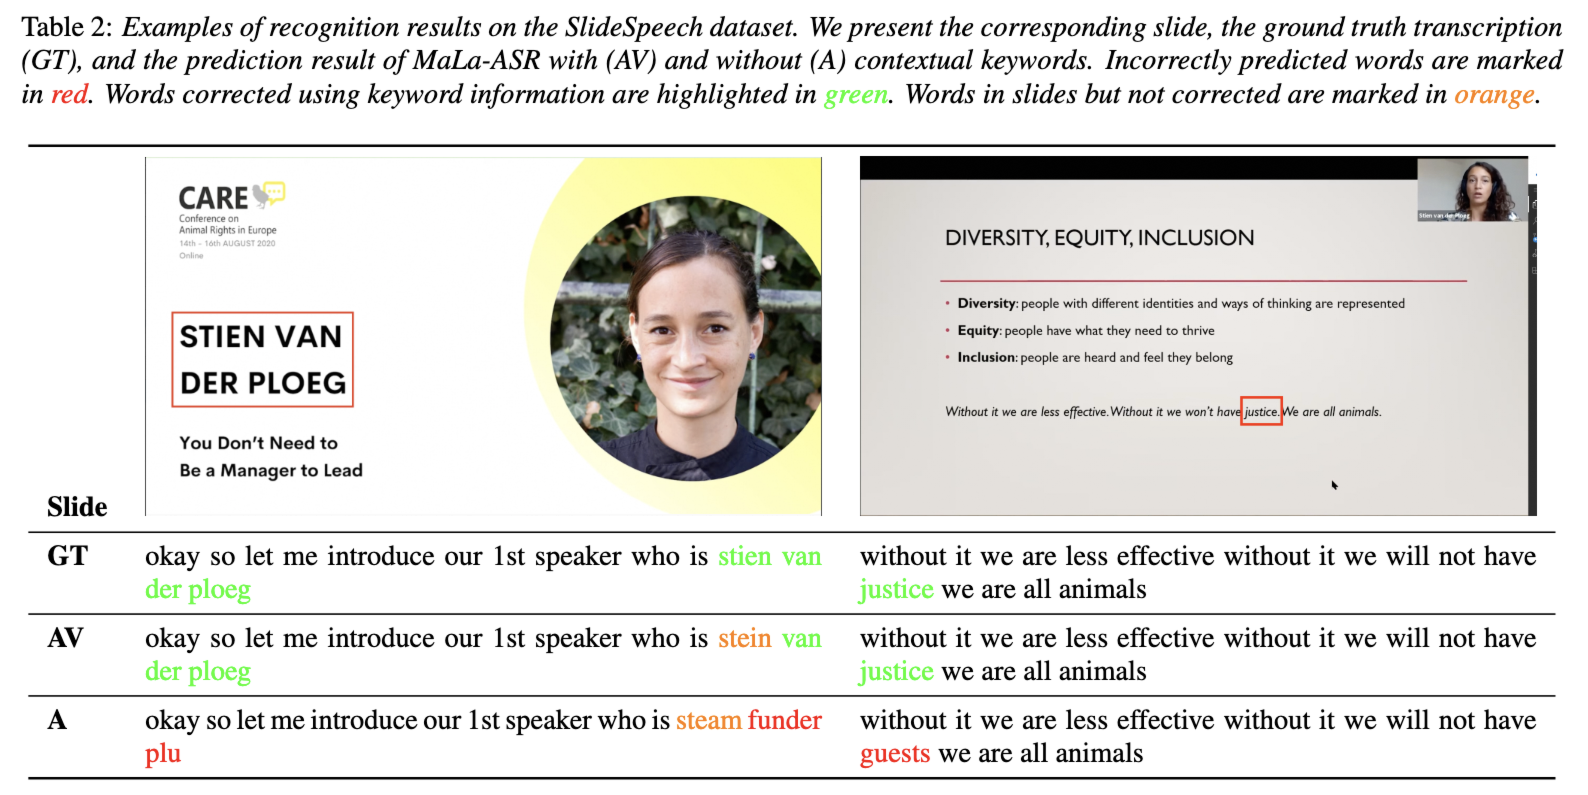 Table 2: Examples of recognition results on the SlideSpeech dataset. We present the corresponding slide, the ground truth transcription
(GT), and the prediction result of MaLa-ASR with (AV) and without (A) contextual keywords. Incorrectly predicted words are marked
in red. Words corrected using keyword information are highlighted in green. Words in slides but not corrected are marked in orange.
CARE
Conference on
Animal Rights in Europe
14th - 16th AUGUST 2020
Online
STIEN VAN
DER PLOEG
You Don't Need to
Be a Manager to Lead
Stien van der Ploeg
DIVERSITY, EQUITY, INCLUSION
• Diversity: people with different identities and ways of thinking are represented
• Equity: people have what they need to thrive
• Inclusion: people are heard and feel they belong
Without it we are less effective. Without it we won't have justice. We are all animals.
Slide
GT
okay so let me introduce our 1st speaker who is stien van
der ploeg
without it we are less effective without it we will not have
justice we are all animals
AV
okay so let me introduce our 1st speaker who is stein van
der ploeg
without it we are less effective without it we will not have
justice we are all animals
A
okay so let me introduce our 1st speaker who is steam funder
plu
without it we are less effective without it we will not have
guests we are all animals